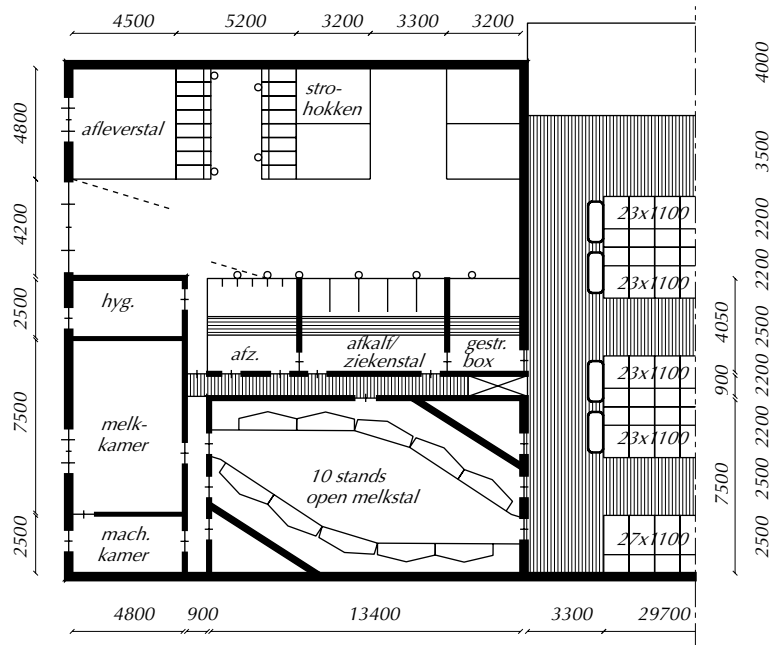 4500 5200 3200 3300 3200
4000
4800
afleverstal
stro-
hokken
3500
4200
23x1100
2200
2200
23x1100
2500
hyg.
4050
2500
afz.
afkalf/
ziekenstal
gestr.
box
23x1100
2200
900
7500
melk-
kamer
23x1100
2200
10 stands
open melkstal
7500
2500
2500
mach.
kamer
27x1100
2500
4800 900 13400 3300 29700